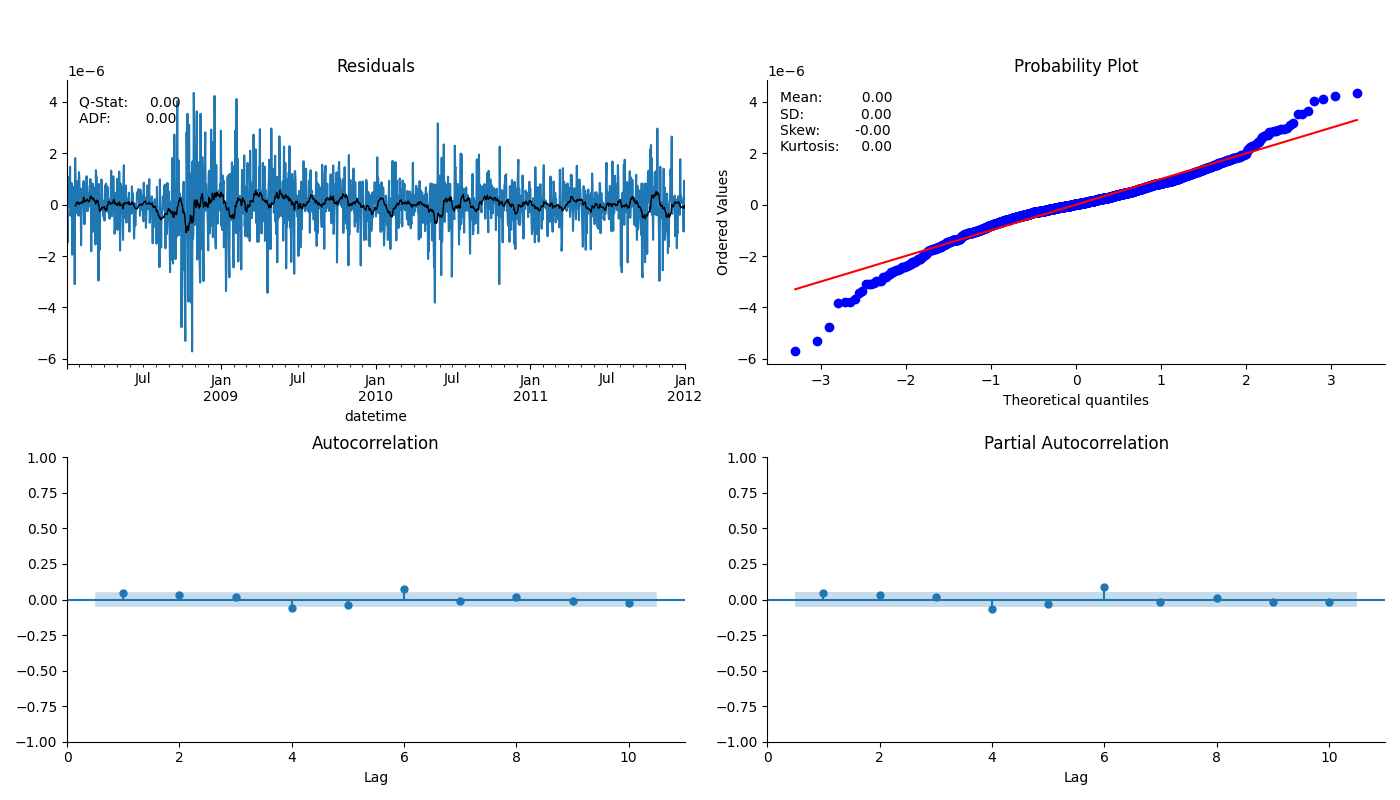 Residuals
1e−6
Q-Stat: 0.00
ADF: 0.00
4
2
0
−2
−4
−6
Jul
Jan
2009
Jul
Jan
2010
Jul
Jan
2011
Jul
Jan
2012
datetime
Probability Plot
1e−6
Mean: 0.00
SD: 0.00
Skew: -0.00
Kurtosis: 0.00
Ordered Values
4
2
0
−2
−4
−6
−3
−2
−1
0
1
2
3
Theoretical quantiles
Autocorrelation
1.00
0.75
0.50
0.25
0.00
−0.25
−0.50
−0.75
−1.00
0
2
4
6
8
10
Lag
Partial Autocorrelation
1.00
0.75
0.50
0.25
0.00
−0.25
−0.50
−0.75
−1.00
0
2
4
6
8
10
Lag